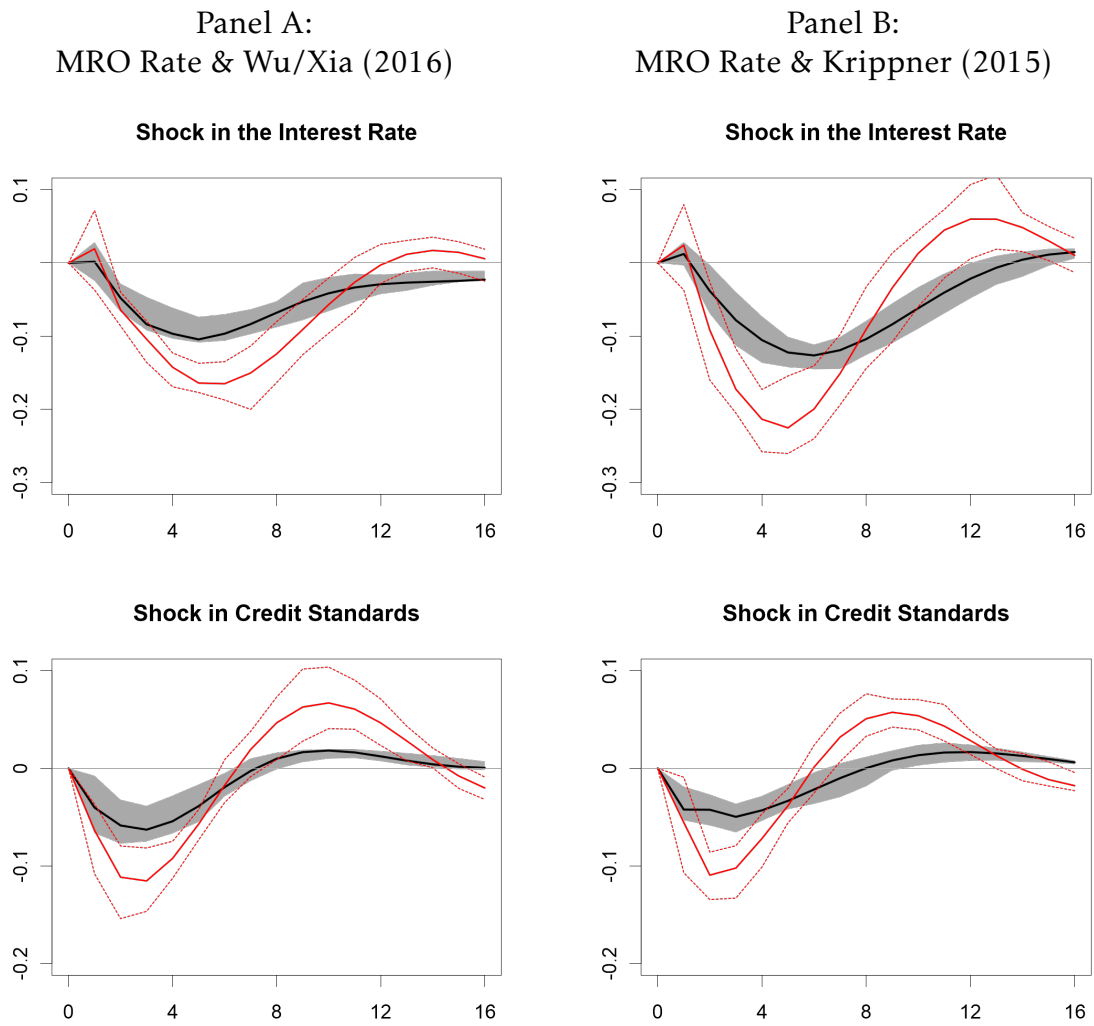 Panel A:
MRO Rate & Wu/Xia (2016)
Panel B:
MRO Rate & Krippner (2015)
Shock in the Interest Rate
0.1
-0.1
-0.2
-0.3
0 4 8 12 16
Shock in the Interest Rate
0.1
-0.1
-0.2
-0.3
0 4 8 12 16
Shock in Credit Standards
0.1
0
-0.1
-0.2
0 4 8 12 16
Shock in Credit Standards
0.1
0
-0.1
-0.2
0 4 8 12 16